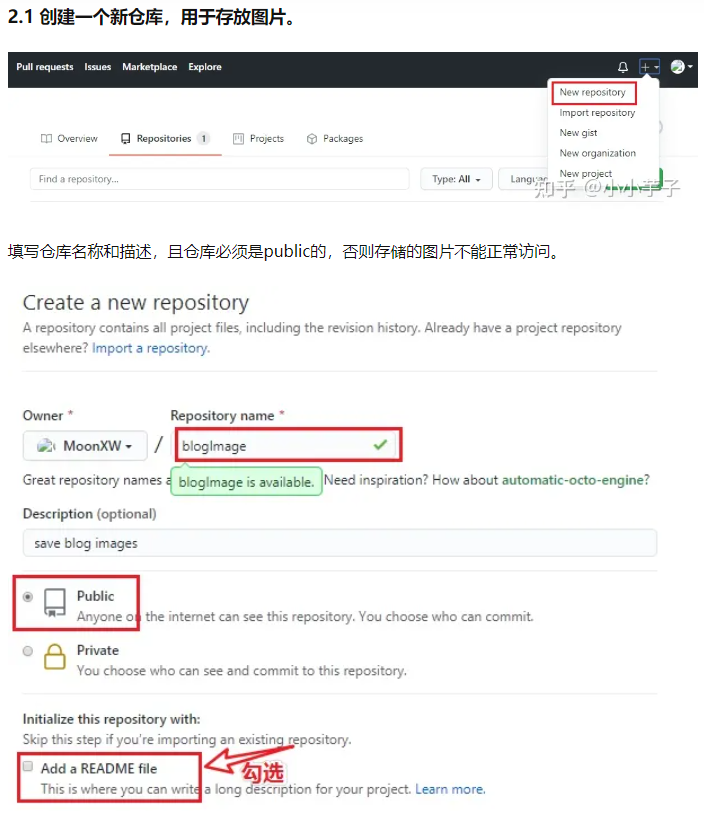 2.1 创建一个新仓库，用于存放图片。
Pull requests Issues Marketplace Explore
New repository
Import repository
New gist
New organization
New project
Overview Repositories 1 Projects Packages
Find a repository... Type: All
知乎 @小小芋子
填写仓库名称和描述，且仓库必须是public的，否则存储的图片不能正常访问。
Create a new repository
A repository contains all project files, including the revision history. Already have a project repository
elsewhere? Import a repository.
Owner * Repository name *
MoonXW / blogImage
Great repository names Need inspiration? How about automatic-octo-engine?
blogImage is available.
Description (optional)
save blog images
Public
Anyone on the internet can see this repository. You choose who can commit.
Private
You choose who can see and commit to this repository.
Initialize this repository with:
Skip this step if you're importing an existing repository.
Add a README file
勾选
This is where you can write a long description for your project. Learn more.